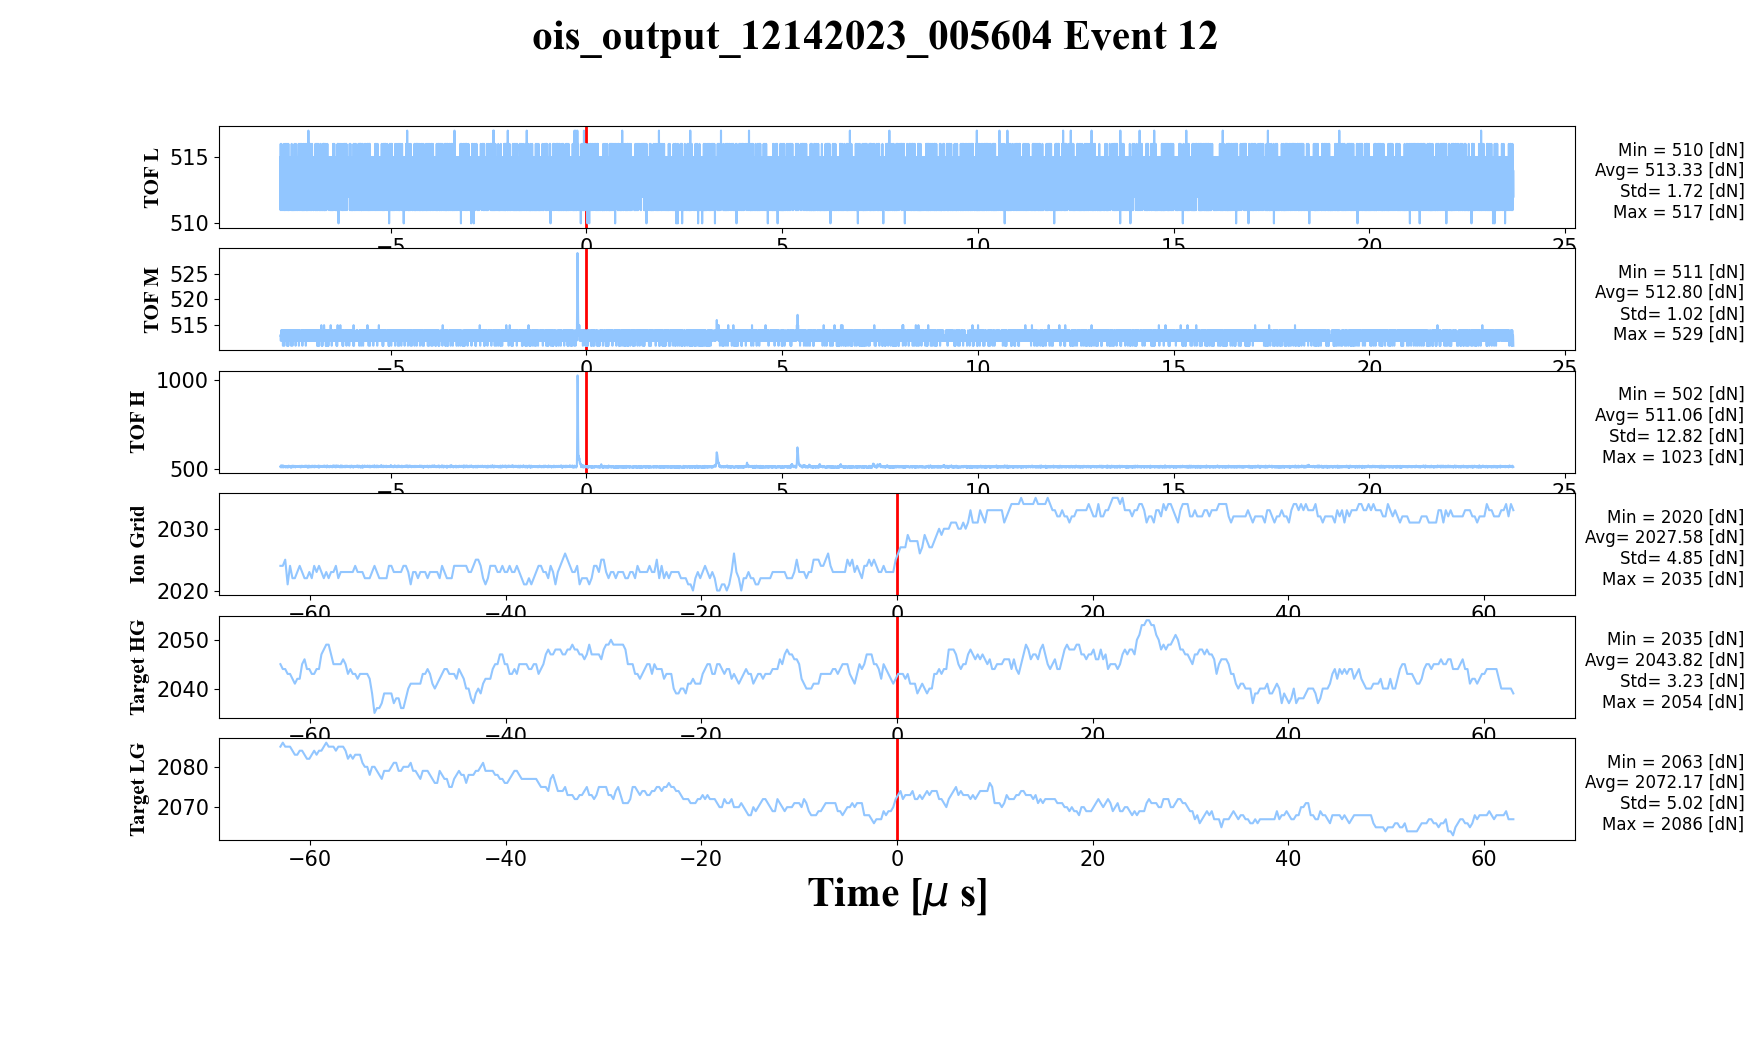 ois_output_12142023_005604 Event 12
TOF L
515
510
−5
0
5
10
15
20
25
Min = 510 [dN]
Avg= 513.33 [dN]
Std= 1.72 [dN]
Max = 517 [dN]
TOF M
525
520
515
−5
0
5
10
15
20
25
Min = 511 [dN]
Avg= 512.80 [dN]
Std= 1.02 [dN]
Max = 529 [dN]
TOF H
1000
500
−5
0
5
10
15
20
25
Min = 502 [dN]
Avg= 511.06 [dN]
Std= 12.82 [dN]
Max = 1023 [dN]
Ion Grid
2030
2020
−60
−40
−20
0
20
40
60
Min = 2020 [dN]
Avg= 2027.58 [dN]
Std= 4.85 [dN]
Max = 2035 [dN]
Target HG
2050
2040
−60
−40
−20
0
20
40
60
Min = 2035 [dN]
Avg= 2043.82 [dN]
Std= 3.23 [dN]
Max = 2054 [dN]
Target LG
2080
2070
−60
−40
−20
0
20
40
60
Min = 2063 [dN]
Avg= 2072.17 [dN]
Std= 5.02 [dN]
Max = 2086 [dN]
Time [μ s]